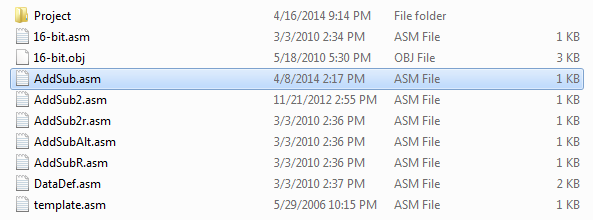 Project 4/16/2014 9:14 PM File folder
16-bit.asm 3/3/2010 2:34 PM ASM File 1 KB
16-bit.obj 5/18/2010 5:30 PM OBJ File 3 KB
AddSub.asm 4/8/2014 2:17 PM ASM File 1 KB
AddSub2.asm 11/21/2012 2:55 PM ASM File 1 KB
AddSub2r.asm 3/3/2010 2:36 PM ASM File 1 KB
AddSubAlt.asm 3/3/2010 2:36 PM ASM File 1 KB
AddSubR.asm 3/3/2010 2:36 PM ASM File 1 KB
DataDef.asm 3/3/2010 2:37 PM ASM File 2 KB
template.asm 5/29/2006 10:15 PM ASM File 1 KB